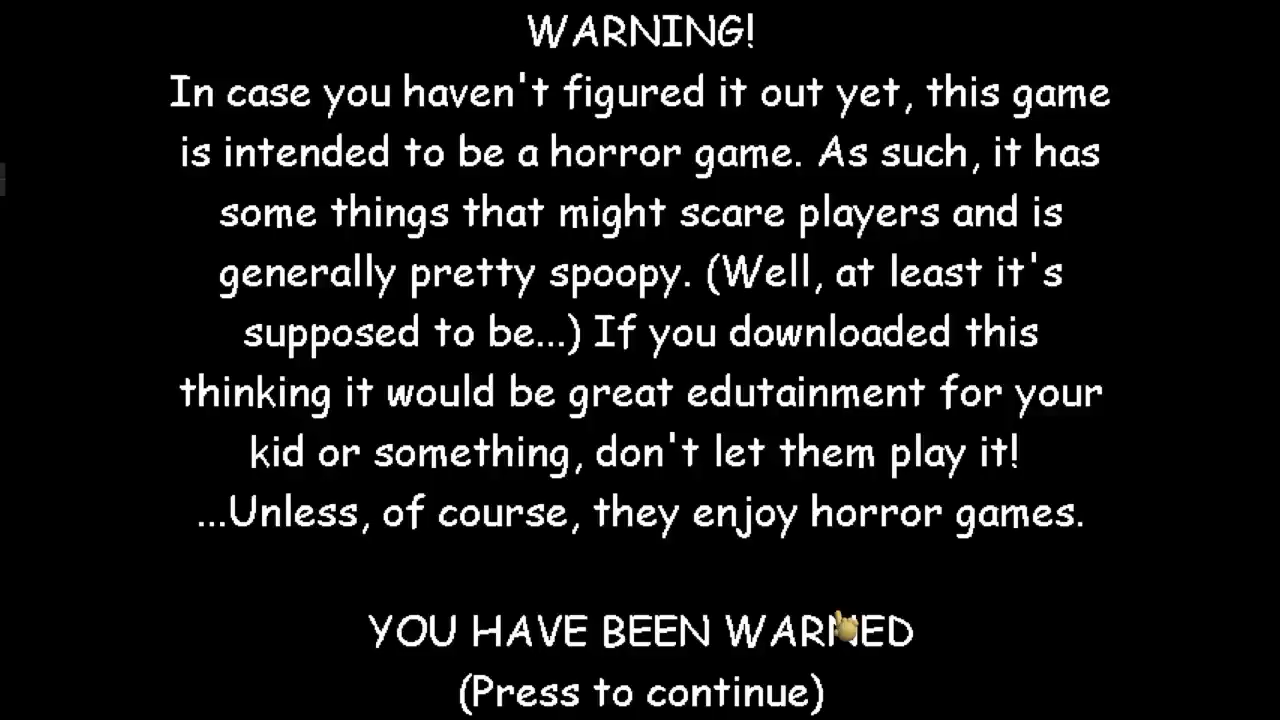 WARNING!
In case you haven't figured it out yet, this game
is intended to be a horror game. As such, it has
some things that might scare players and is
generally pretty spoopy. (Well, at least it's
supposed to be...) If you downloaded this
thinking it would be great edutainment for your
kid or something, don't let them play it!
...Unless, of course, they enjoy horror games.
YOU HAVE BEEN WARNED
(Press to continue)